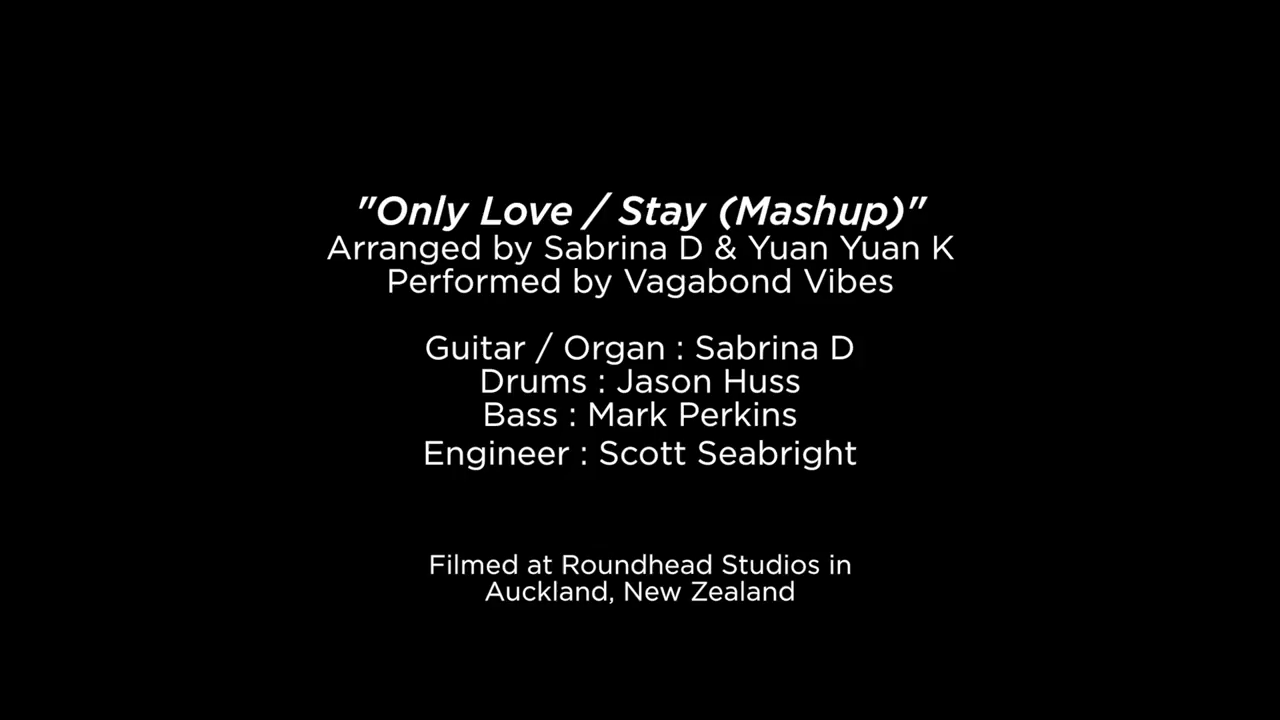 "Only Love / Stay (Mashup)"
Arranged by Sabrina D & Yuan Yuan K
Performed by Vagabond Vibes
Guitar / Organ : Sabrina D
Drums : Jason Huss
Bass : Mark Perkins
Engineer : Scott Seabright
Filmed at Roundhead Studios in
Auckland, New Zealand